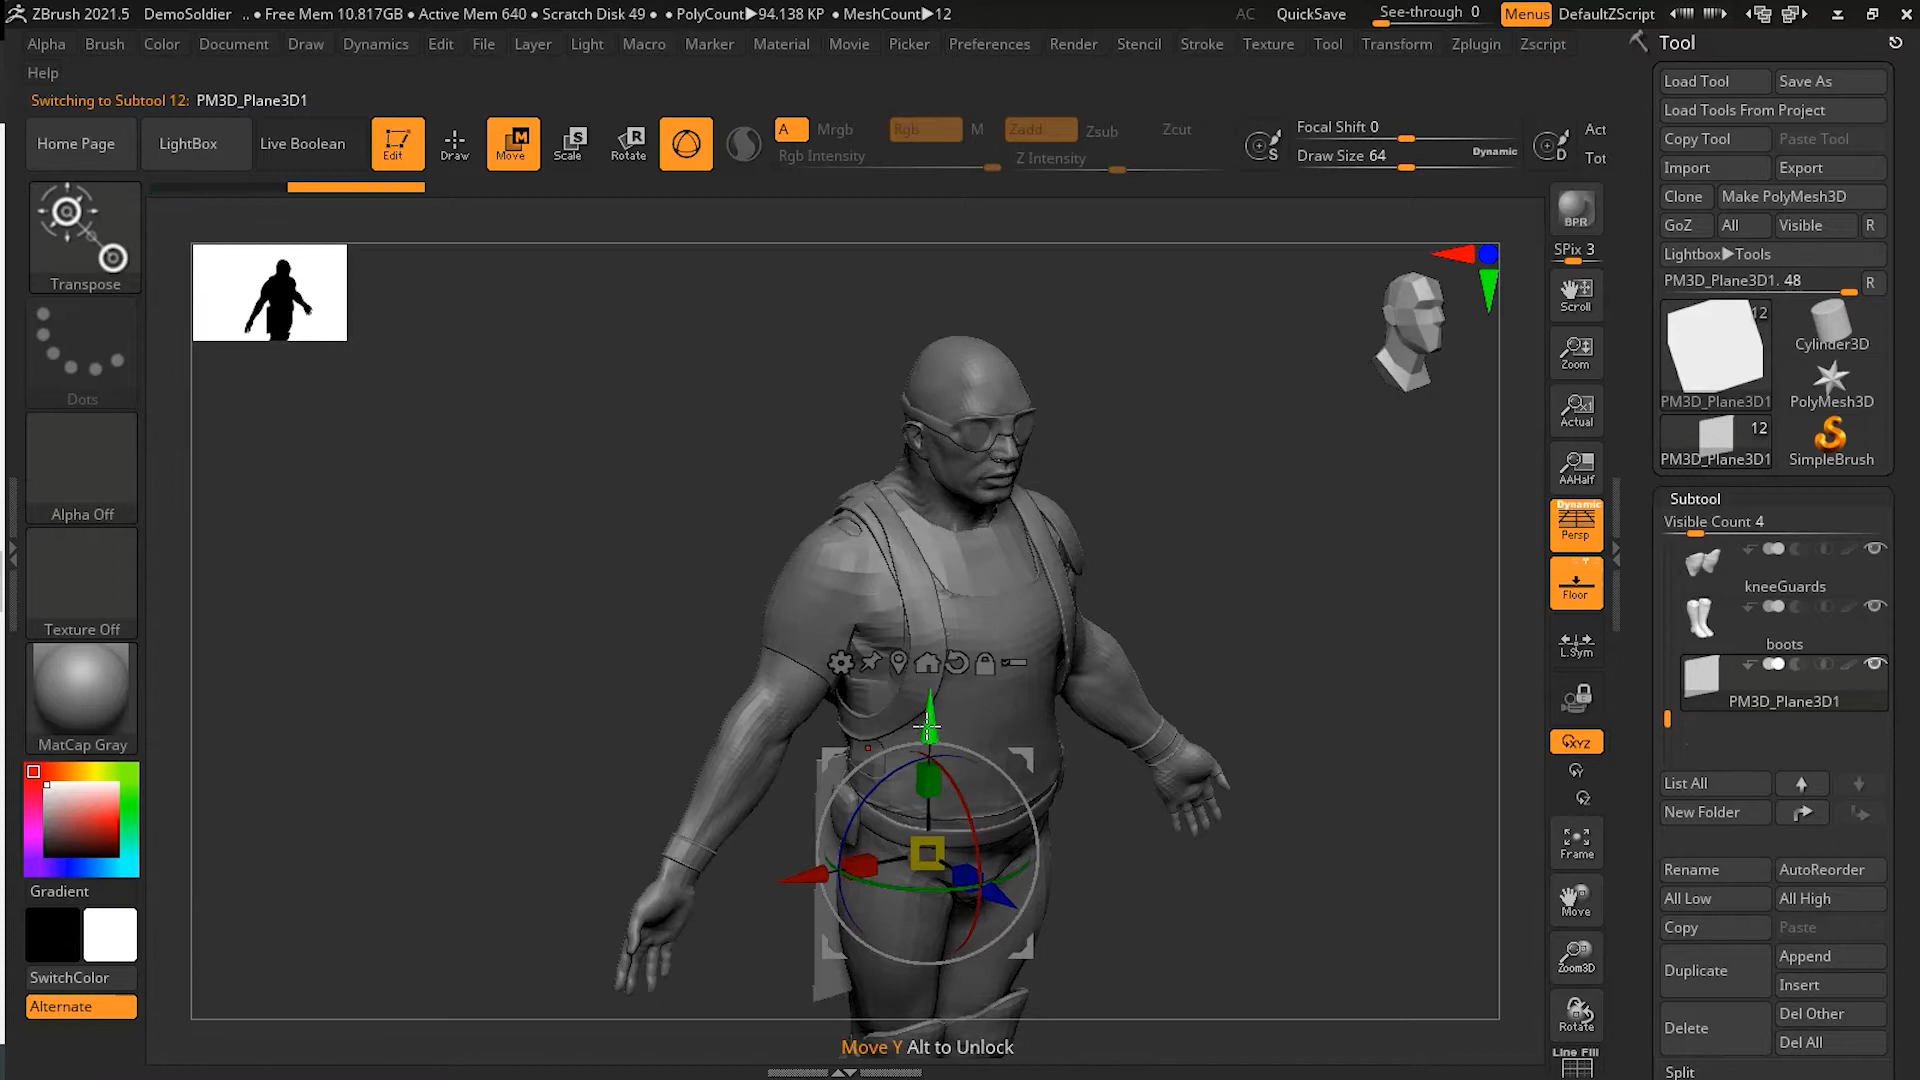 ZBrush 2021.5 DemoSoldier .. ● Free Mem 10.817GB ● Active Mem 640 ● Scratch Disk 49 ● ● PolyCount▶94.138 KP ● MeshCount▶12 AC QuickSave See-through 0 Menus DefaultZScript
Alpha Brush Color Document Draw Dynamics Edit File Layer Light Macro Marker Material Movie Picker Preferences Render Stencil Stroke Texture Tool Transform Zplugin Zscript
Help
Switching to Subtool 12: PM3D_Plane3D1
Home Page LightBox Live Boolean Edit Draw Move Scale Rotate
A Mrgb Rgb M Zadd Zsub Zcut
Rgb Intensity Z Intensity
Focal Shift 0
Draw Size 64 Dynamic
S D
Act
Tot
Transpose
Dots
Alpha Off
Texture Off
MatCap Gray
Gradient
SwitchColor
Alternate
Move Y Alt to Unlock
BPR
SPix 3
Scroll
Zoom
Actual
AAHalf
Dynamic
Persp
Floor
L.Sym
XYZ
Y
Z
Frame
Move
Zoom3D
Rotate
Line Fill
Tool
Load Tool Save As
Load Tools From Project
Copy Tool Paste Tool
Import Export
Clone Make PolyMesh3D
GoZ All Visible R
Lightbox▶Tools
PM3D_Plane3D1. 48 R
12
Cylinder3D
PM3D_Plane3D1 PolyMesh3D
12
PM3D_Plane3D1 SimpleBrush
Subtool
Visible Count 4
kneeGuards
boots
PM3D_Plane3D1
List All
New Folder
Rename AutoReorder
All Low All High
Copy Paste
Duplicate Append
Insert
Delete Del Other
Del All
Split